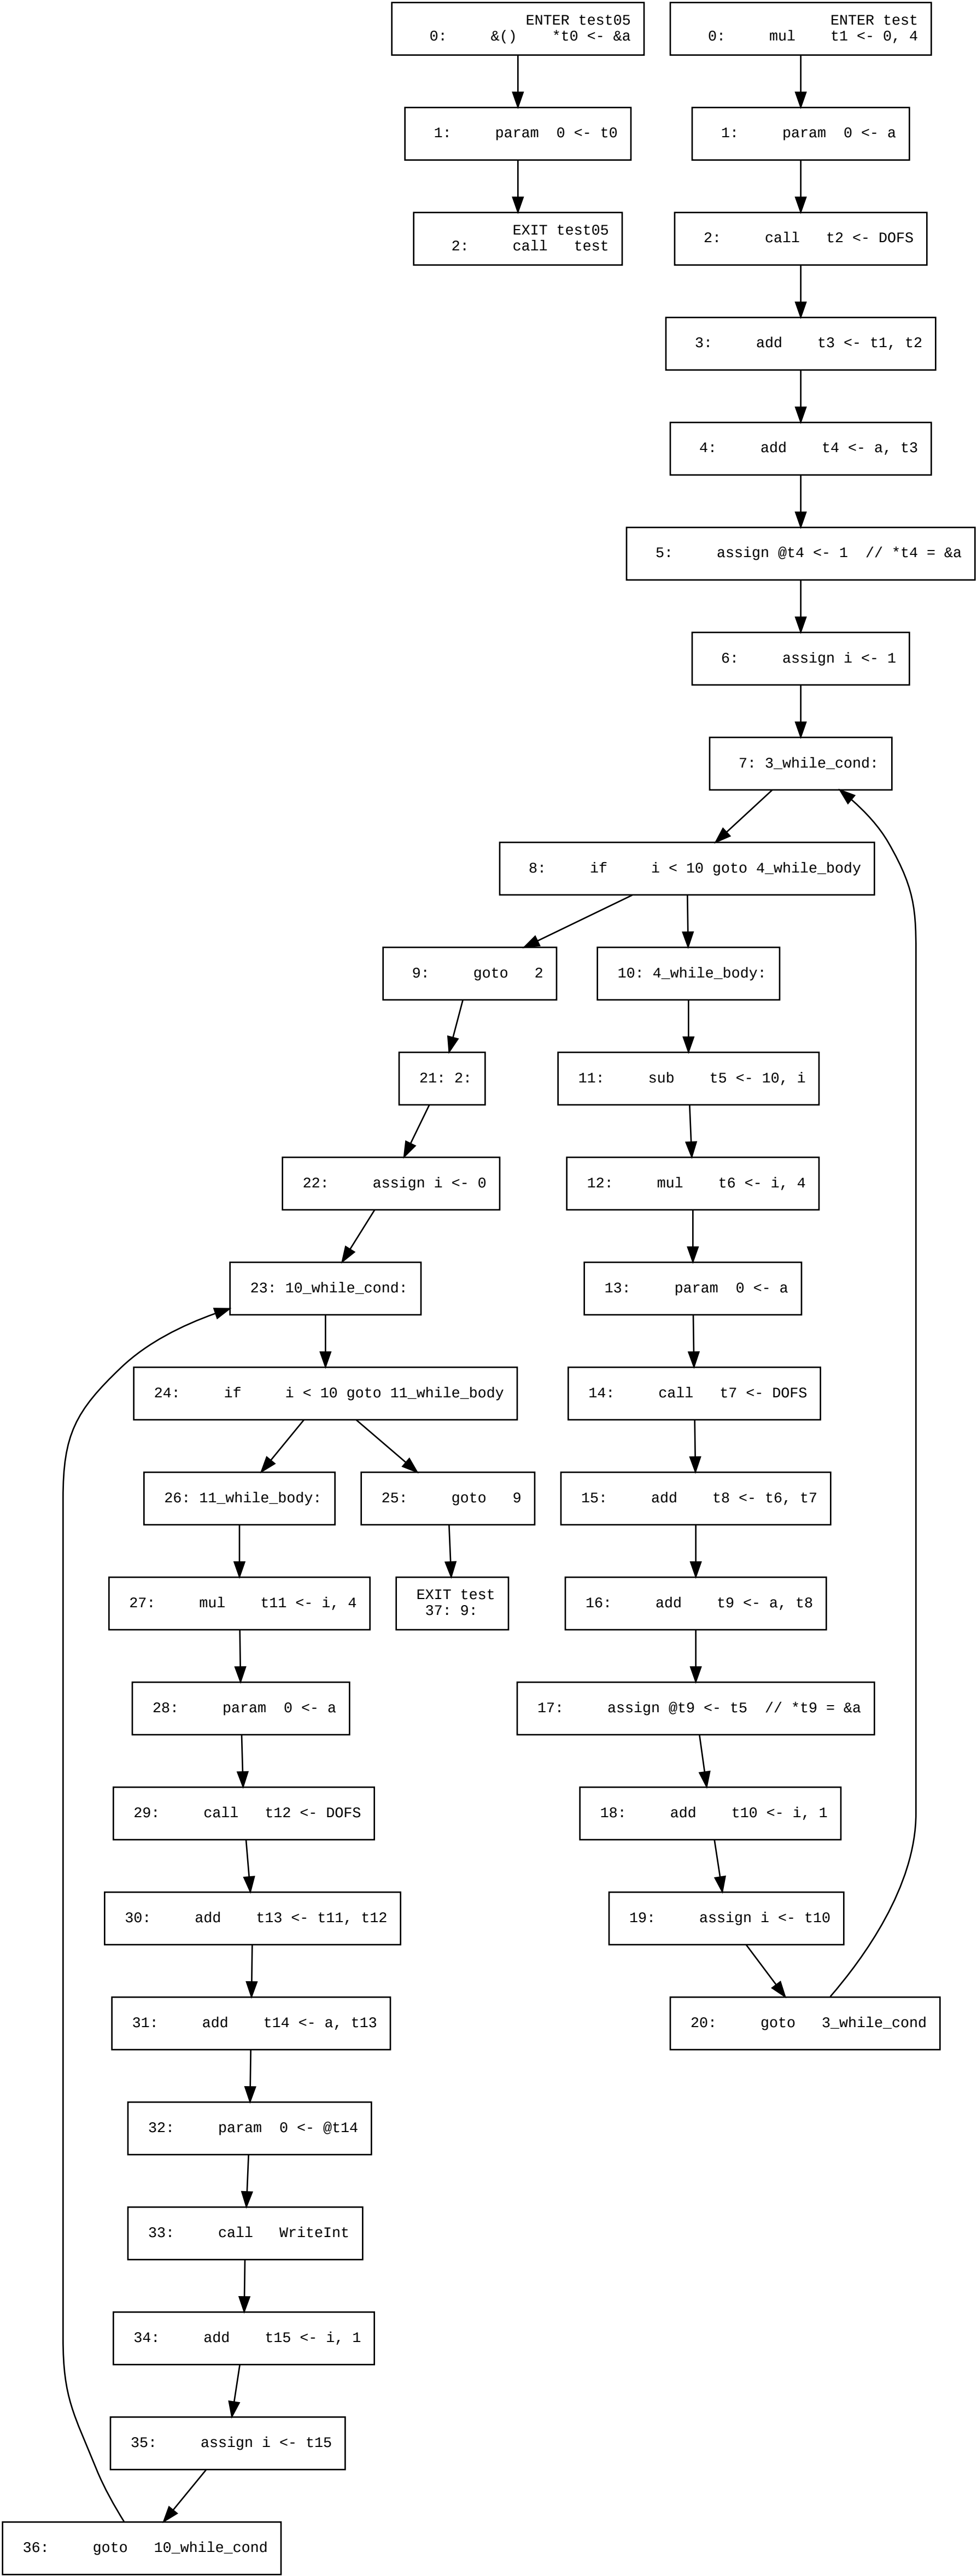 ENTER test05
0:     &()    *t0 <- &a
1:     param  0 <- t0
EXIT test05
2:     call   test
ENTER test
0:     mul    t1 <- 0, 4
1:     param  0 <- a
2:     call   t2 <- DOFS
3:     add    t3 <- t1, t2
4:     add    t4 <- a, t3
5:     assign @t4 <- 1  // *t4 = &a
6:     assign i <- 1
7: 3_while_cond:
8:     if     i < 10 goto 4_while_body
9:     goto   2
10: 4_while_body:
11:     sub    t5 <- 10, i
12:     mul    t6 <- i, 4
13:     param  0 <- a
14:     call   t7 <- DOFS
15:     add    t8 <- t6, t7
16:     add    t9 <- a, t8
17:     assign @t9 <- t5  // *t9 = &a
18:     add    t10 <- i, 1
19:     assign i <- t10
20:     goto   3_while_cond
21: 2:
22:     assign i <- 0
23: 10_while_cond:
24:     if     i < 10 goto 11_while_body
25:     goto   9
EXIT test
37: 9:
26: 11_while_body:
27:     mul    t11 <- i, 4
28:     param  0 <- a
29:     call   t12 <- DOFS
30:     add    t13 <- t11, t12
31:     add    t14 <- a, t13
32:     param  0 <- @t14
33:     call   WriteInt
34:     add    t15 <- i, 1
35:     assign i <- t15
36:     goto   10_while_cond